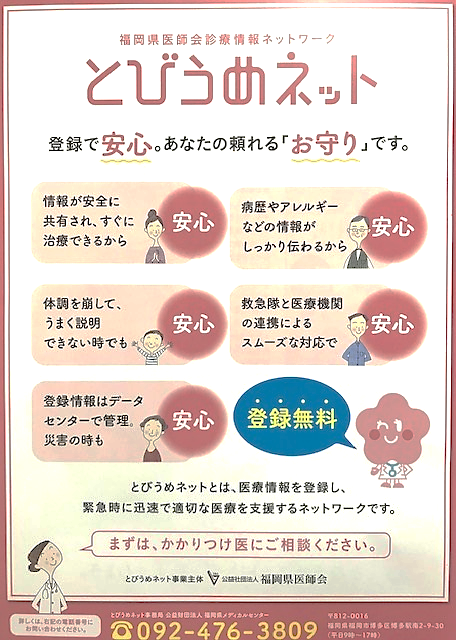 福岡県医師会診療情報ネットワーク
とびうめネット
登録で安心。あなたの頼れる「お守り」です。
情報が安全に
共有され、すぐに
治療できるから
安心
病歴やアレルギー
などの情報が
しっかり伝わるから
安心
体調を崩して、
うまく説明
できない時でも
安心
救急隊と医療機関
の連携による
スムーズな対応で
安心
登録情報はデータ
センターで管理。
災害の時も
安心
登録無料
とびうめネットとは、医療情報を登録し、
緊急時に迅速で適切な医療を支援するネットワークです。
まずは、かかりつけ医にご相談ください。
とびうめネット事業主体 公益社団法人 福岡県医師会
詳しくは、右記の電話番号に
お問い合わせください。
とびうめネット事務局 公益財団法人 福岡県メディカルセンター
☎092-476-3809
〒812-0016
福岡県福岡市博多区博多駅南2-9-30
(平日9時〜17時)